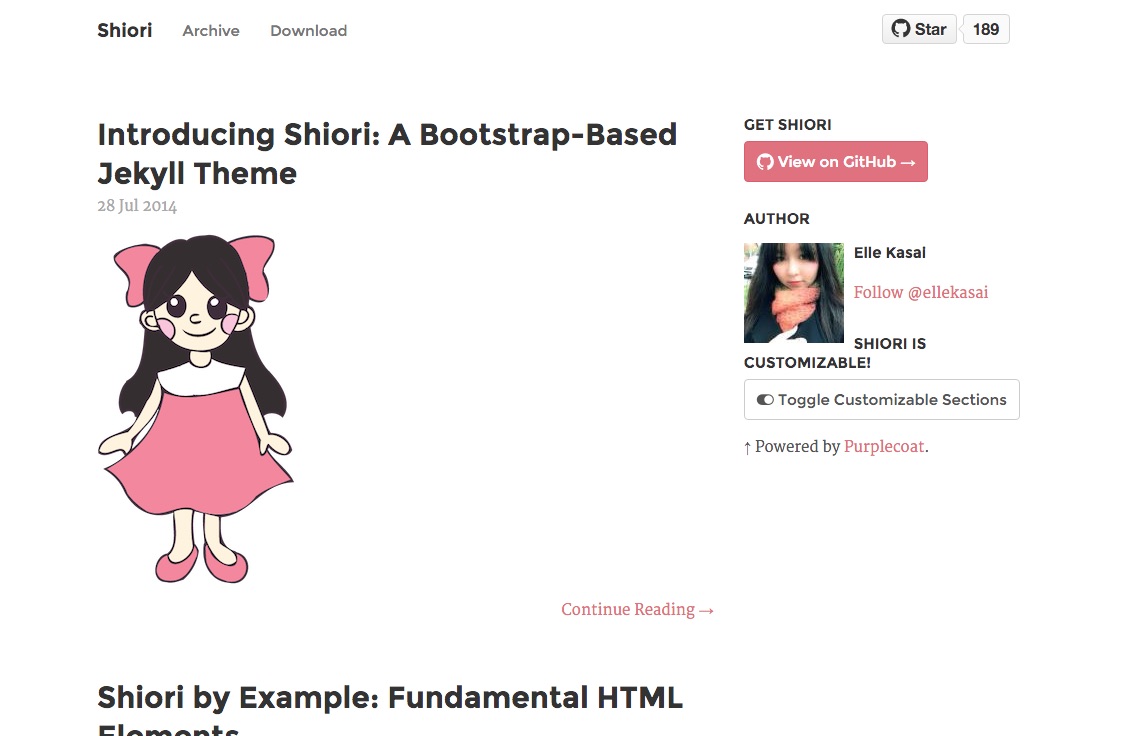 Shiori
Archive
Download
Star
189
Introducing Shiori: A Bootstrap-Based
Jekyll Theme
28 Jul 2014
Continue Reading →
Shiori by Example: Fundamental HTML
Elements
GET SHIORI
View on GitHub →
AUTHOR
Elle Kasai
Follow @ellekasai
SHIORI IS
CUSTOMIZABLE!
Toggle Customizable Sections
↑ Powered by Purplecoat.